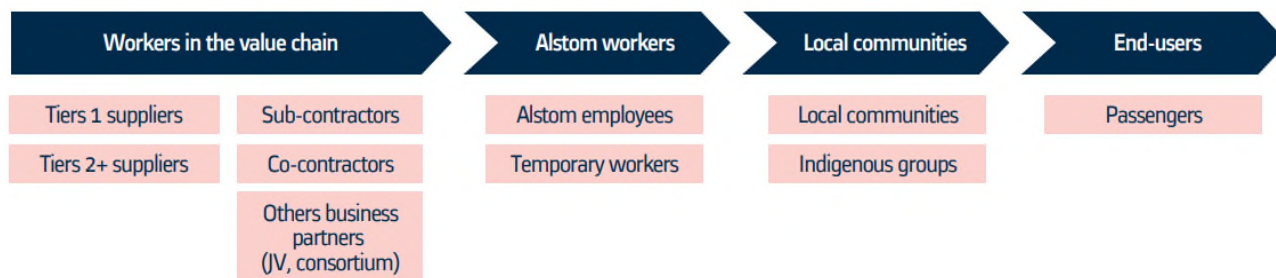 Workers in the value chain
Alstom workers
Local communities
End-users
Tiers 1 suppliers
Sub-contractors
Alstom employees
Local communities
Passengers
Tiers 2+ suppliers
Co-contractors
Temporary workers
Indigenous groups
Others business
partners
(JV, consortium)